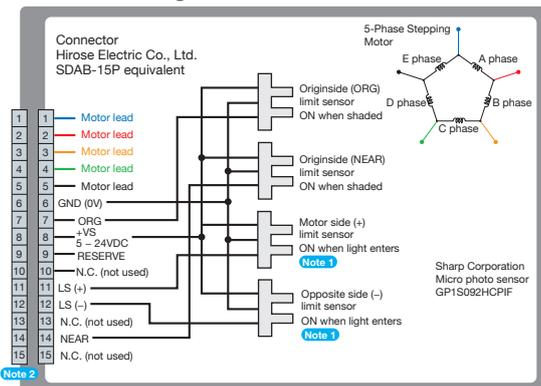 Connector
Hirose Electric Co., Ltd.
SDAB-15P equivalent
5-Phase Stepping
Motor
E phase
A phase
D phase
B phase
C phase
1 1 Motor lead
2 2 Motor lead
3 3 Motor lead
4 4 Motor lead
5 5 Motor lead
6 6 GND (0V)
7 7 ORG
8 8 +VS
5 – 24VDC
9 9 RESERVE
10 10 N.C. (not used)
11 11 LS (+)
12 12 LS (–)
13 13 N.C. (not used)
14 14 NEAR
15 15 N.C. (not used)
Note 2
Originside (ORG)
limit sensor
ON when shaded
Originside (NEAR)
limit sensor
ON when shaded
Motor side (+)
limit sensor
ON when light enters
Note 1
Opposite side (–)
limit sensor
ON when light enters
Note 1
Sharp Corporation
Micro photo sensor
GP1S092HCPIF